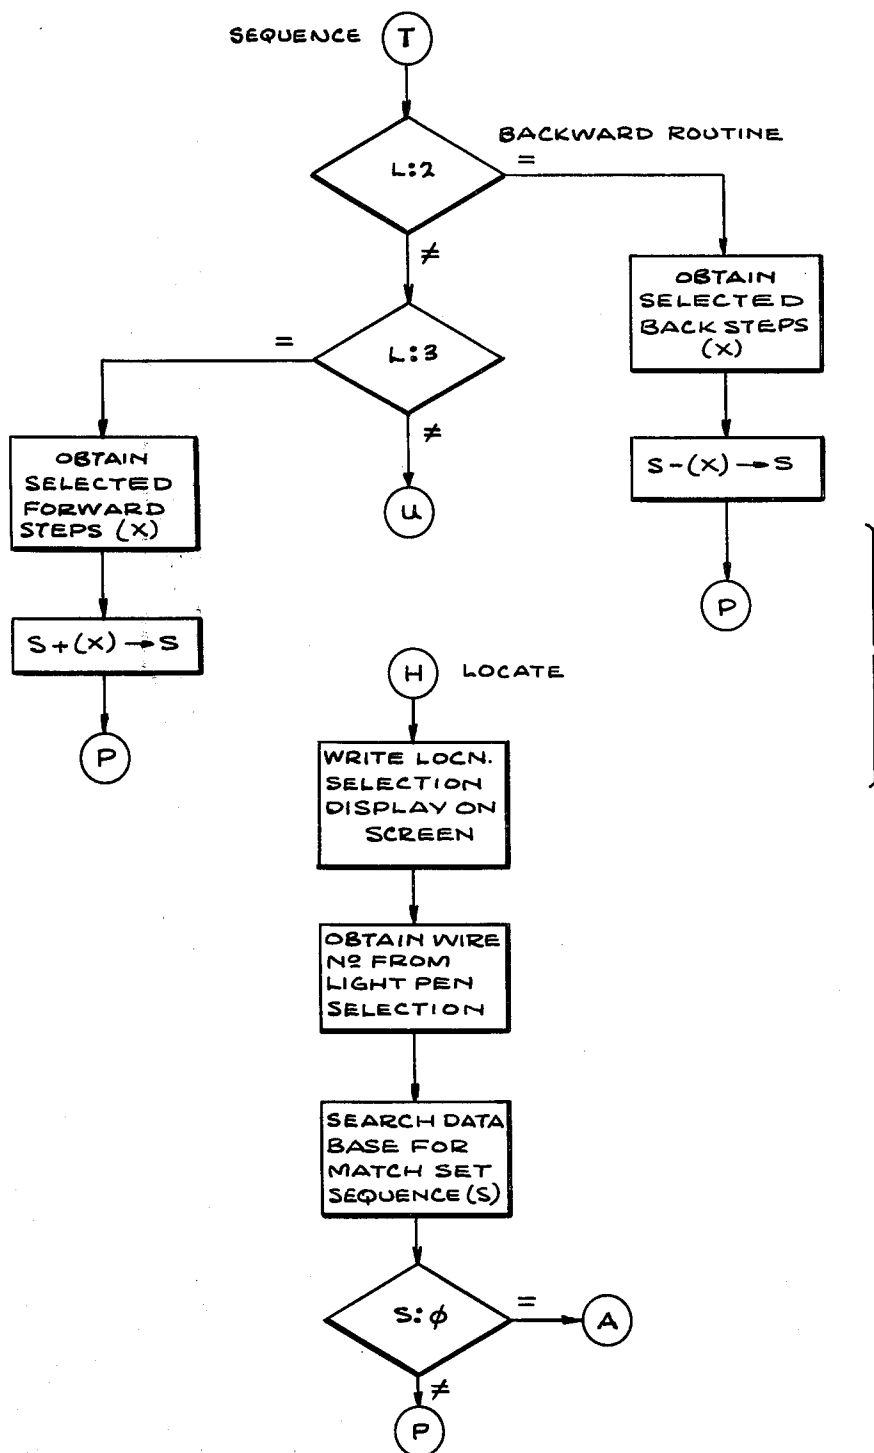 SEQUENCE T
BACKWARD ROUTINE
L:2
=
≠
OBTAIN
SELECTED
BACK STEPS
(X)
S-(X)→S
P
L:3
=
≠
U
OBTAIN
SELECTED
FORWARD
STEPS (X)
S+(X)→S
P
H LOCATE
WRITE LOCN.
SELECTION
DISPLAY ON
SCREEN
OBTAIN WIRE
Nº FROM
LIGHT PEN
SELECTION
SEARCH DATA
BASE FOR
MATCH SET
SEQUENCE (S)
S:ϕ
=
A
≠
P